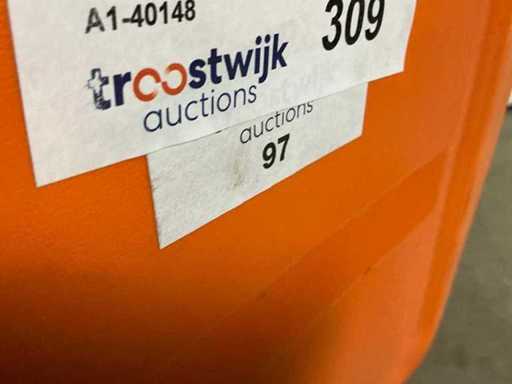 A1-40148
309
troostwijk
auctions
auctions
97